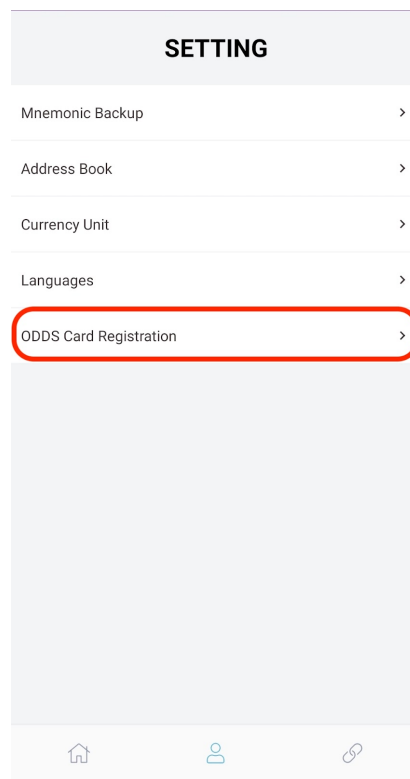 SETTING
Mnemonic Backup
Address Book
Currency Unit
Languages
ODDS Card Registration